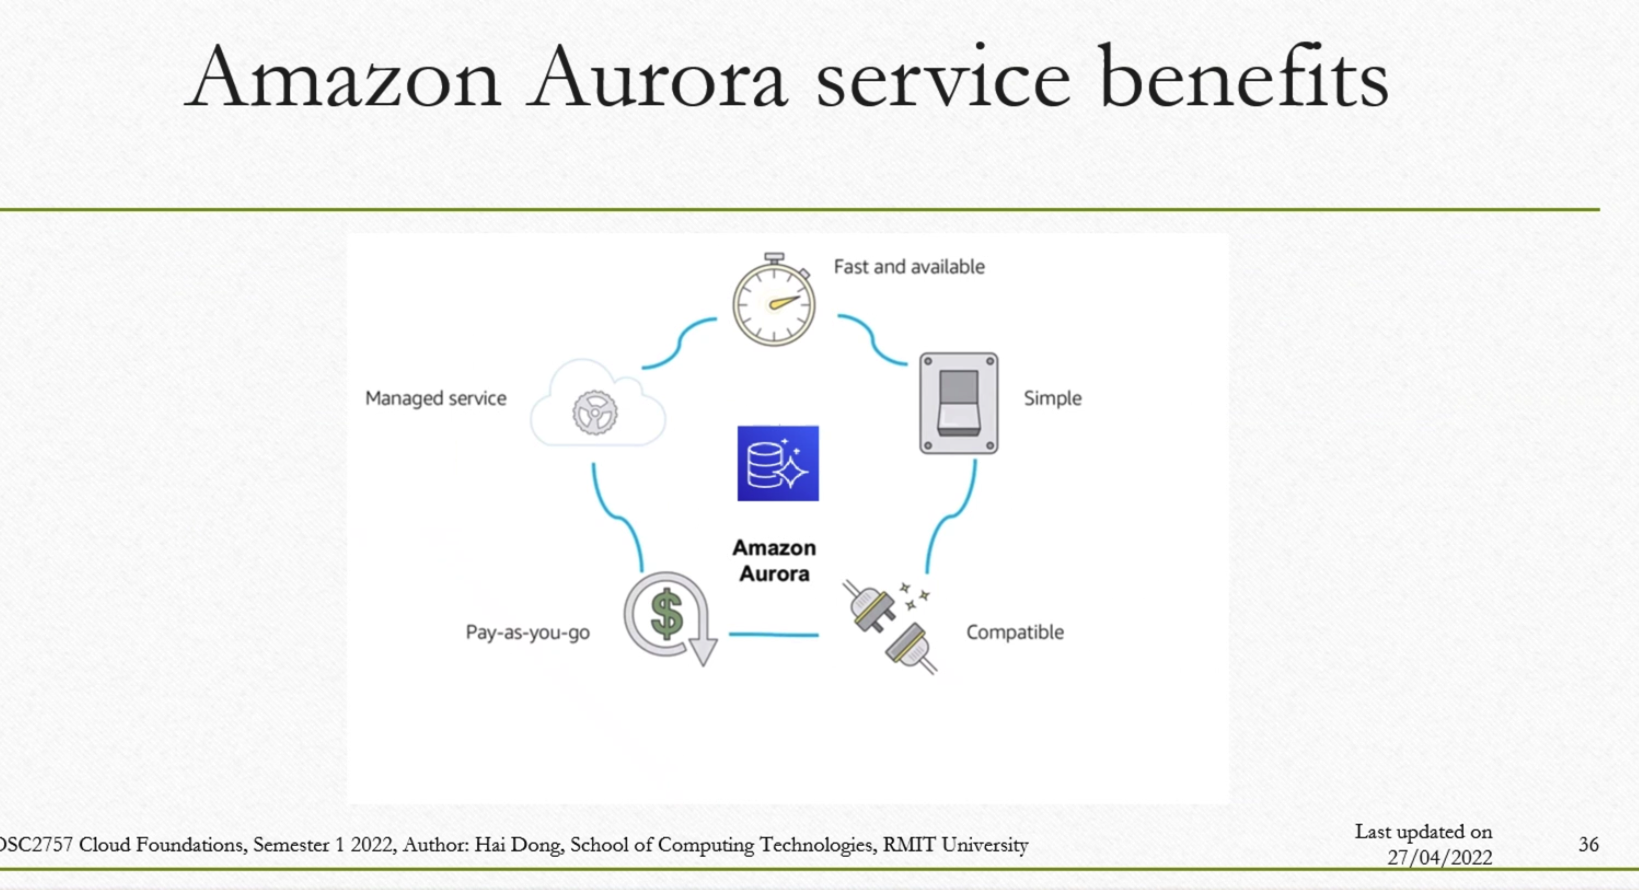 Amazon Aurora service benefits
Fast and available
Managed service
Simple
Amazon
Aurora
Pay-as-you-go
Compatible
OSC2757 Cloud Foundations, Semester 1 2022, Author: Hai Dong, School of Computing Technologies, RMIT University
Last updated on
27/04/2022
36